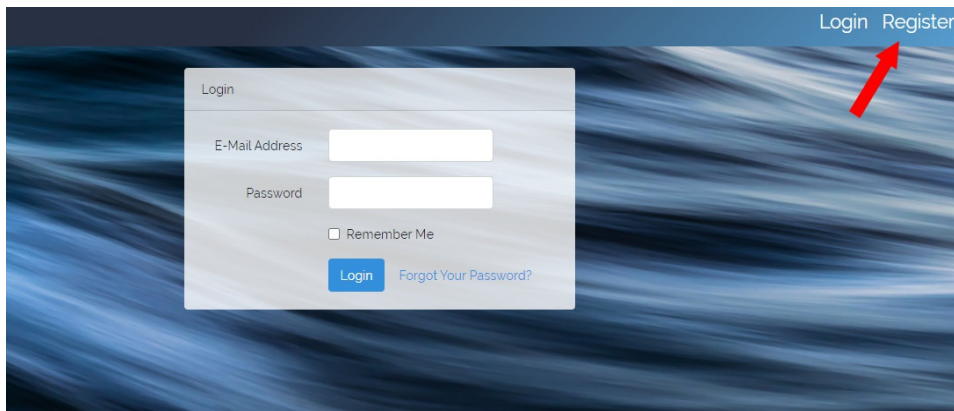 Login Register
Login
E-Mail Address
Password
Remember Me
Login Forgot Your Password?